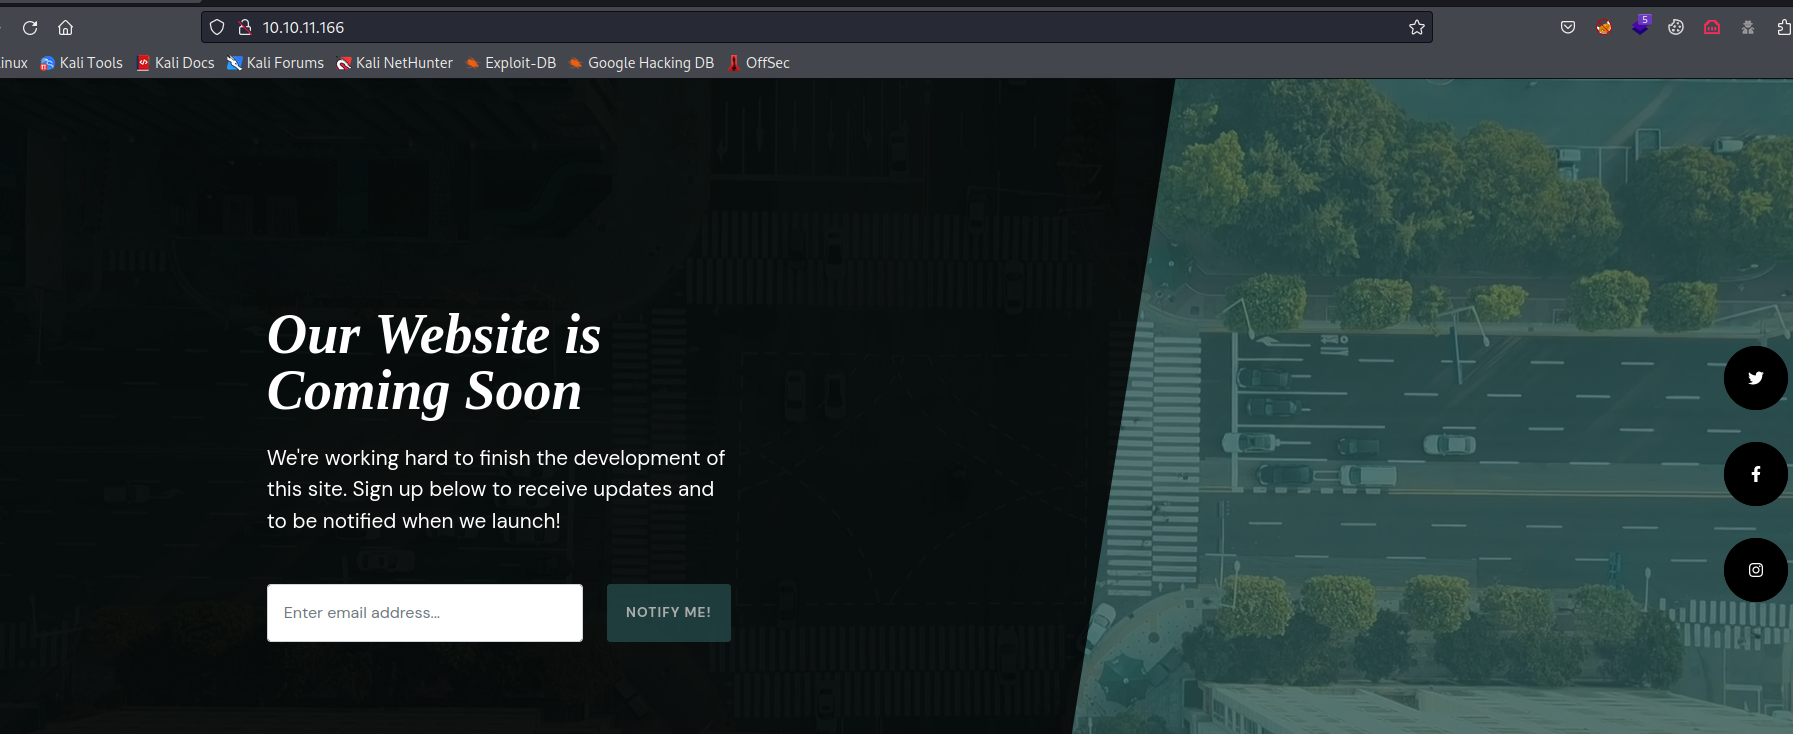 10.10.11.166
5
inux Kali Tools Kali Docs Kali Forums Kali NetHunter Exploit-DB Google Hacking DB OffSec
Our Website is
Coming Soon
We're working hard to finish the development of
this site. Sign up below to receive updates and
to be notified when we launch!
Enter email address...
NOTIFY ME!